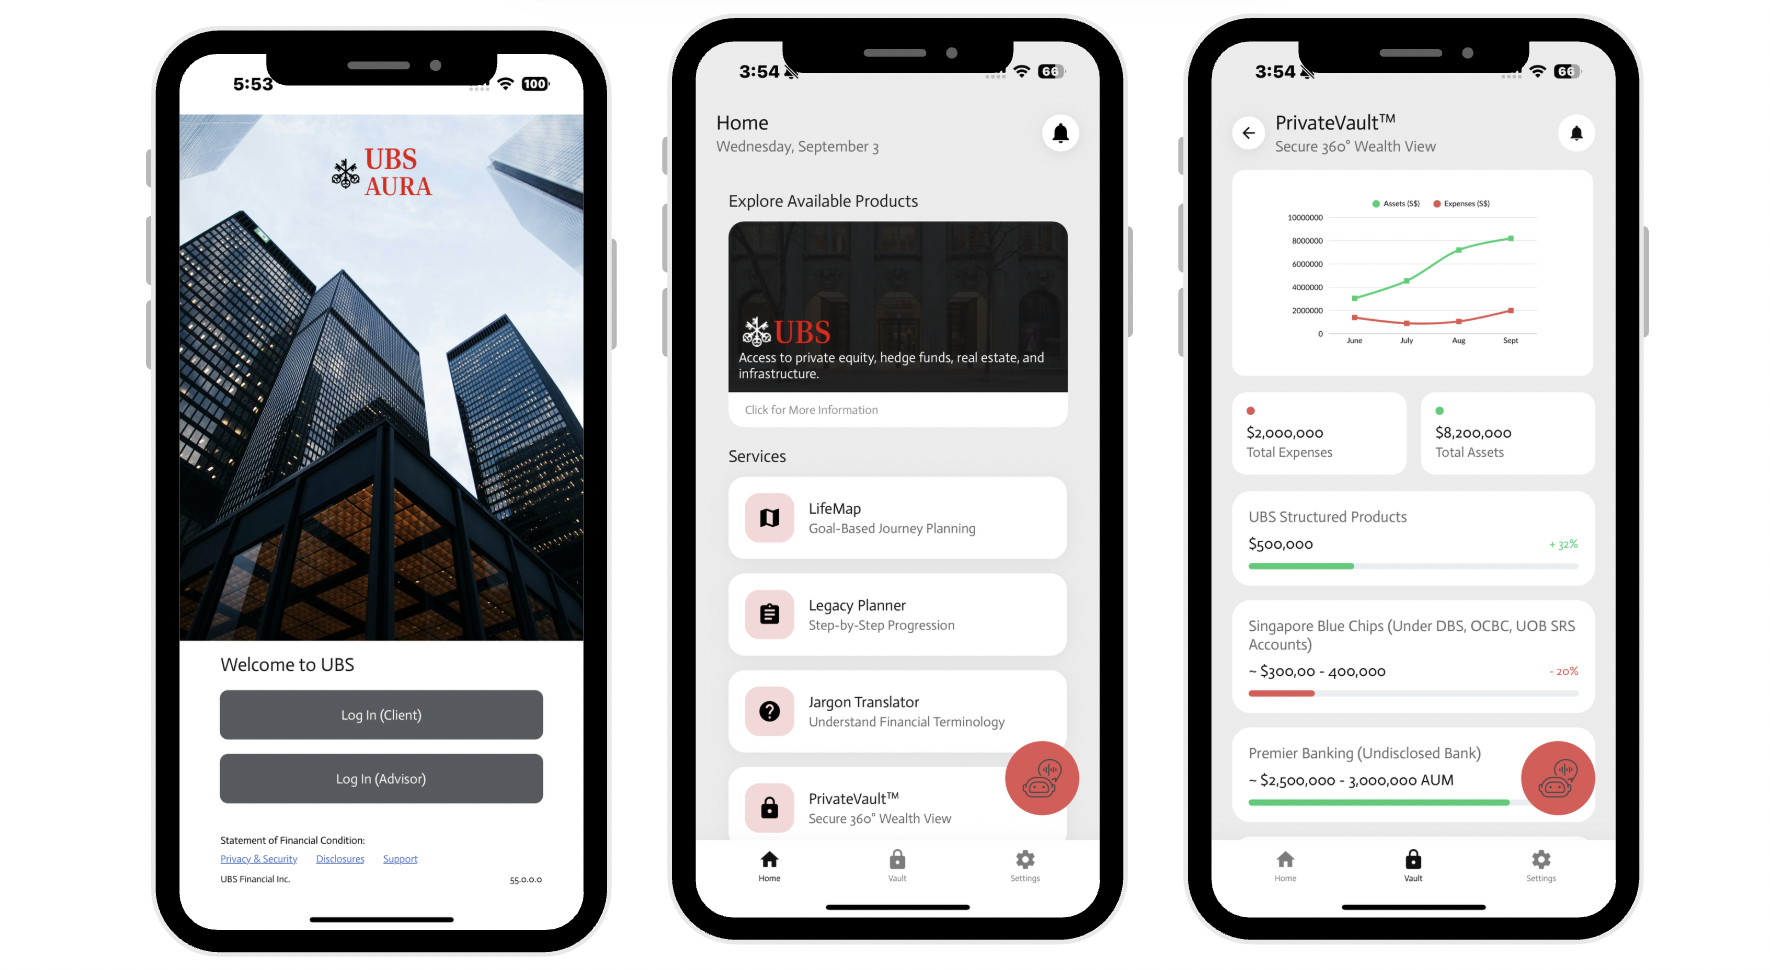 5:53
100
UBS
AURA
Welcome to UBS
Log In (Client)
Log In (Advisor)
Statement of Financial Condition:
Privacy & Security Disclosures Support
UBS Financial Inc. 55.0.0.0
3:54
66
Home
Wednesday, September 3
Explore Available Products
UBS
Access to private equity, hedge funds, real estate, and
infrastructure.
Click for More Information
Services
LifeMap
Goal-Based Journey Planning
Legacy Planner
Step-by-Step Progression
Jargon Translator
Understand Financial Terminology
PrivateVault™
Secure 360° Wealth View
Home Vault Settings
3:54
66
PrivateVault™
Secure 360° Wealth View
Assets (S$) Expenses (S$)
10000000
8000000
6000000
4000000
2000000
0
June July Aug Sept
$2,000,000
Total Expenses
$8,200,000
Total Assets
UBS Structured Products
$500,000 + 32%
Singapore Blue Chips (Under DBS, OCBC, UOB SRS
Accounts)
~ $300,00 - 400,000 - 20%
Premier Banking (Undisclosed Bank)
~ $2,500,000 - 3,000,000 AUM
Home Vault Settings